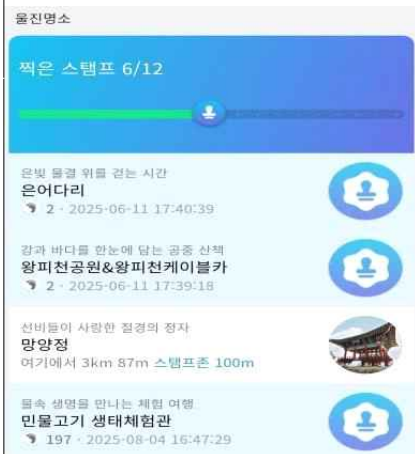 울진명소
찍은 스탬프 6/12
은빛 물결 위를 걷는 시간
은어다리
2 · 2025-06-11 17:40:39
강과 바다를 한눈에 담는 공중 산책
왕피천공원&왕피천케이블카
2 · 2025-06-11 17:39:18
선비들이 사랑한 절경의 정자
망양정
여기에서 3km 87m 스탬프존 100m
물속 생명을 만나는 체험 여행
민물고기 생태체험관
197 · 2025-08-04 16:47:29